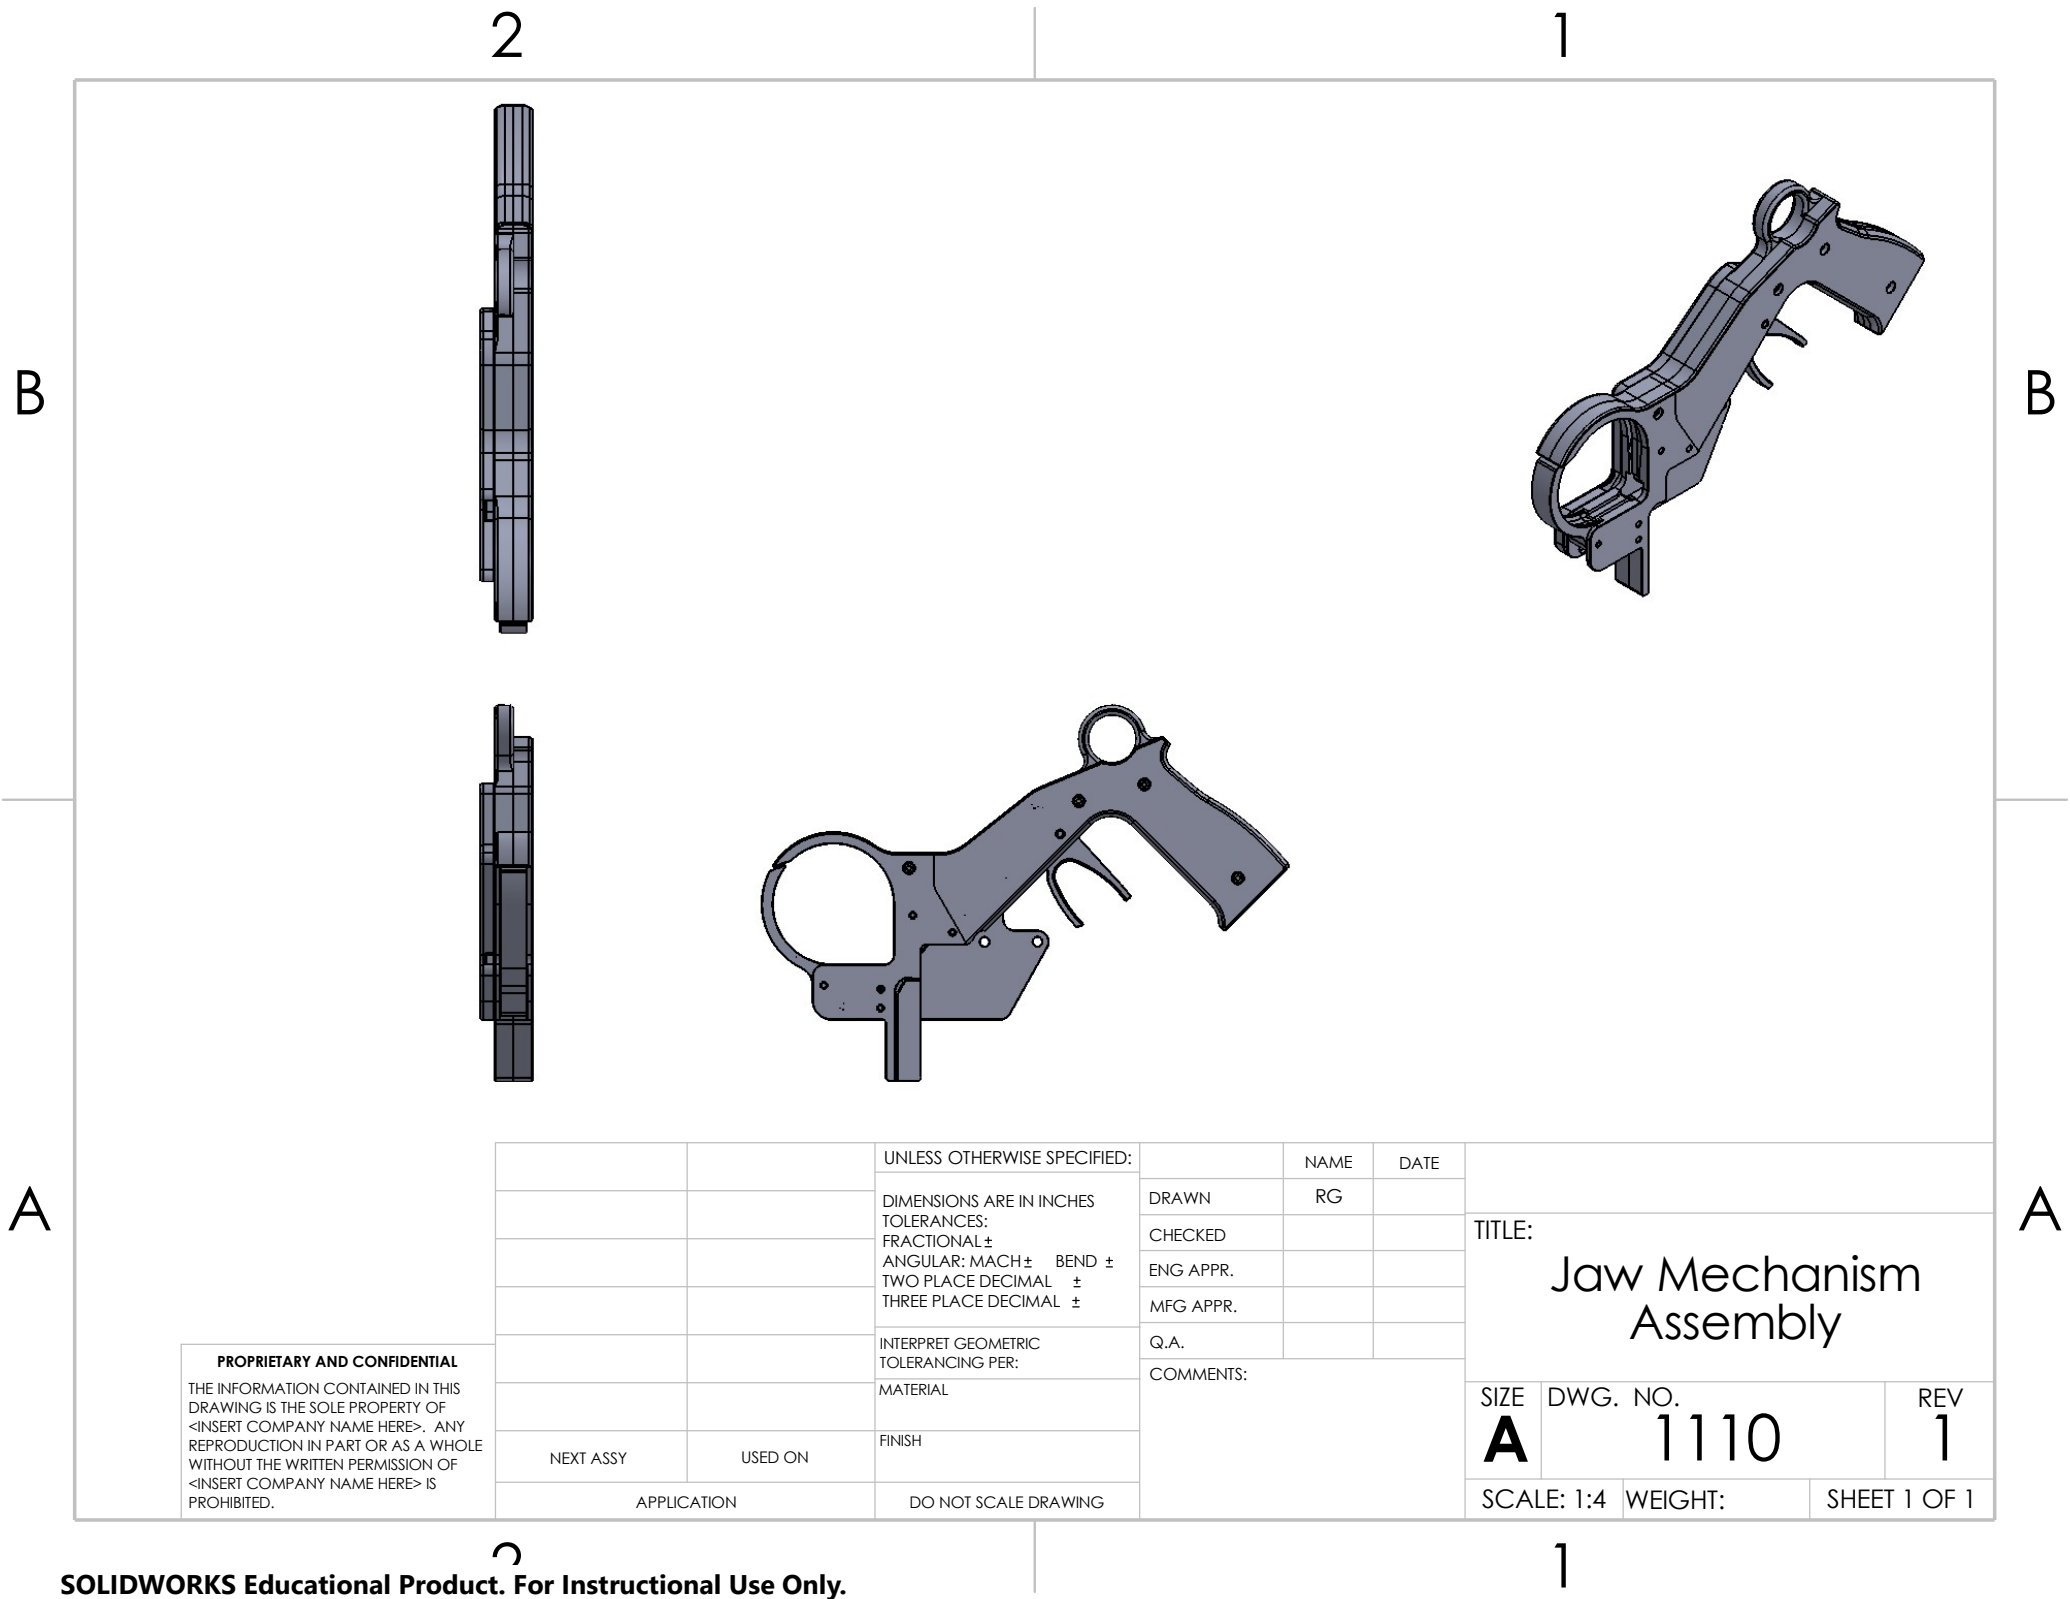 2 1
B B
A A
UNLESS OTHERWISE SPECIFIED:
DIMENSIONS ARE IN INCHES
TOLERANCES:
FRACTIONAL ±
ANGULAR: MACH ± BEND ±
TWO PLACE DECIMAL ±
THREE PLACE DECIMAL ±
INTERPRET GEOMETRIC
TOLERANCING PER:
MATERIAL
FINISH
DO NOT SCALE DRAWING
NAME DATE
DRAWN RG
CHECKED
ENG APPR.
MFG APPR.
Q.A.
COMMENTS:
TITLE:
Jaw Mechanism
Assembly
SIZE DWG. NO. REV
A 1110 1
SCALE: 1:4 WEIGHT: SHEET 1 OF 1
PROPRIETARY AND CONFIDENTIAL
THE INFORMATION CONTAINED IN THIS
DRAWING IS THE SOLE PROPERTY OF
<INSERT COMPANY NAME HERE>. ANY
REPRODUCTION IN PART OR AS A WHOLE
WITHOUT THE WRITTEN PERMISSION OF
<INSERT COMPANY NAME HERE> IS
PROHIBITED.
NEXT ASSY USED ON
APPLICATION
2 1
SOLIDWORKS Educational Product. For Instructional Use Only.